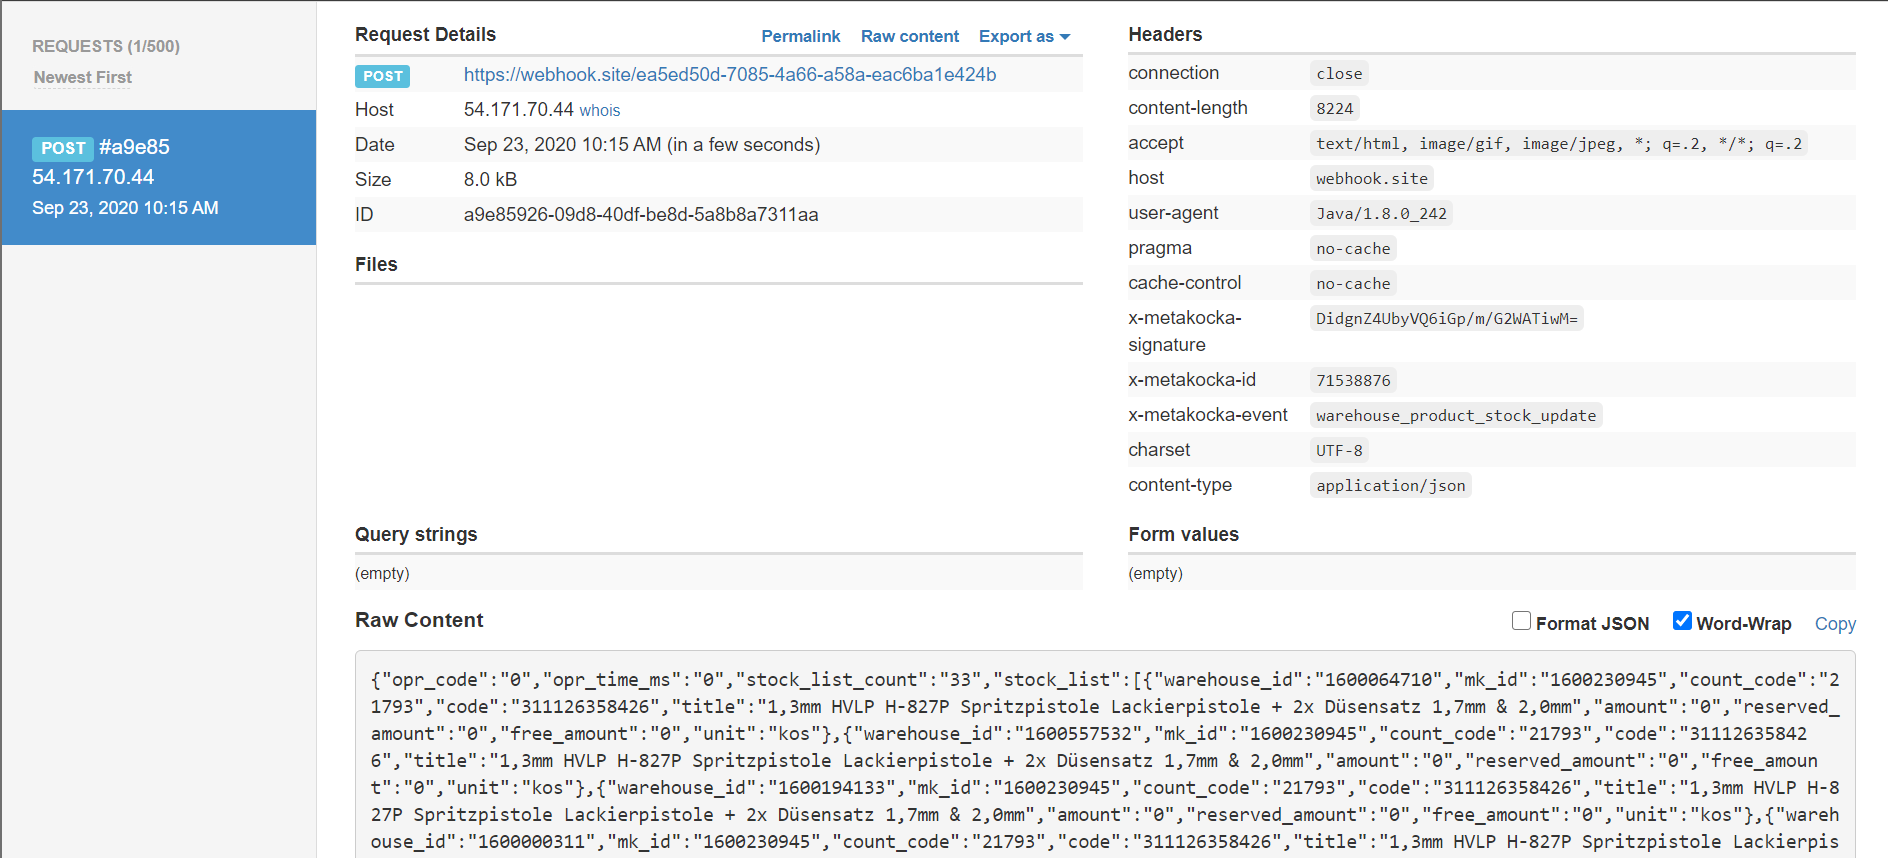 REQUESTS (1/500)
Newest First
POST #a9e85
54.171.70.44
Sep 23, 2020 10:15 AM
Request Details
Permalink Raw content Export as
POST https://webhook.site/ea5ed50d-7085-4a66-a58a-eac6ba1e424b
Host 54.171.70.44 whois
Date Sep 23, 2020 10:15 AM (in a few seconds)
Size 8.0 kB
ID a9e85926-09d8-40df-be8d-5a8b8a7311aa
Files
Headers
connection close
content-length 8224
accept text/html, image/gif, image/jpeg, *; q=.2, */*; q=.2
host webhook.site
user-agent Java/1.8.0_242
pragma no-cache
cache-control no-cache
x-metakocka-
signature DidgnZ4UbyVQ6iGp/m/G2WATiwM=
x-metakocka-id 71538876
x-metakocka-event warehouse_product_stock_update
charset UTF-8
content-type application/json
Query strings
(empty)
Form values
(empty)
Raw Content
Format JSON Word-Wrap Copy
{"opr_code":"0","opr_time_ms":"0","stock_list_count":"33","stock_list":[{"warehouse_id":"1600064710","mk_id":"1600230945","count_code":"2
1793","code":"311126358426","title":"1,3mm HVLP H-827P Spritzpistole Lackierpistole + 2x Düsensatz 1,7mm & 2,0mm","amount":"0","reserved_
amount":"0","free_amount":"0","unit":"kos"},{"warehouse_id":"1600557532","mk_id":"1600230945","count_code":"21793","code":"31112635842
6","title":"1,3mm HVLP H-827P Spritzpistole Lackierpistole + 2x Düsensatz 1,7mm & 2,0mm","amount":"0","reserved_amount":"0","free_amoun
t":"0","unit":"kos"},{"warehouse_id":"1600194133","mk_id":"1600230945","count_code":"21793","code":"311126358426","title":"1,3mm HVLP H-8
27P Spritzpistole Lackierpistole + 2x Düsensatz 1,7mm & 2,0mm","amount":"0","reserved_amount":"0","free_amount":"0","unit":"kos"},{"wareh
ouse_id":"1600000311","mk_id":"1600230945","count_code":"21793","code":"311126358426","title":"1,3mm HVLP H-827P Spritzpistole Lackierpis